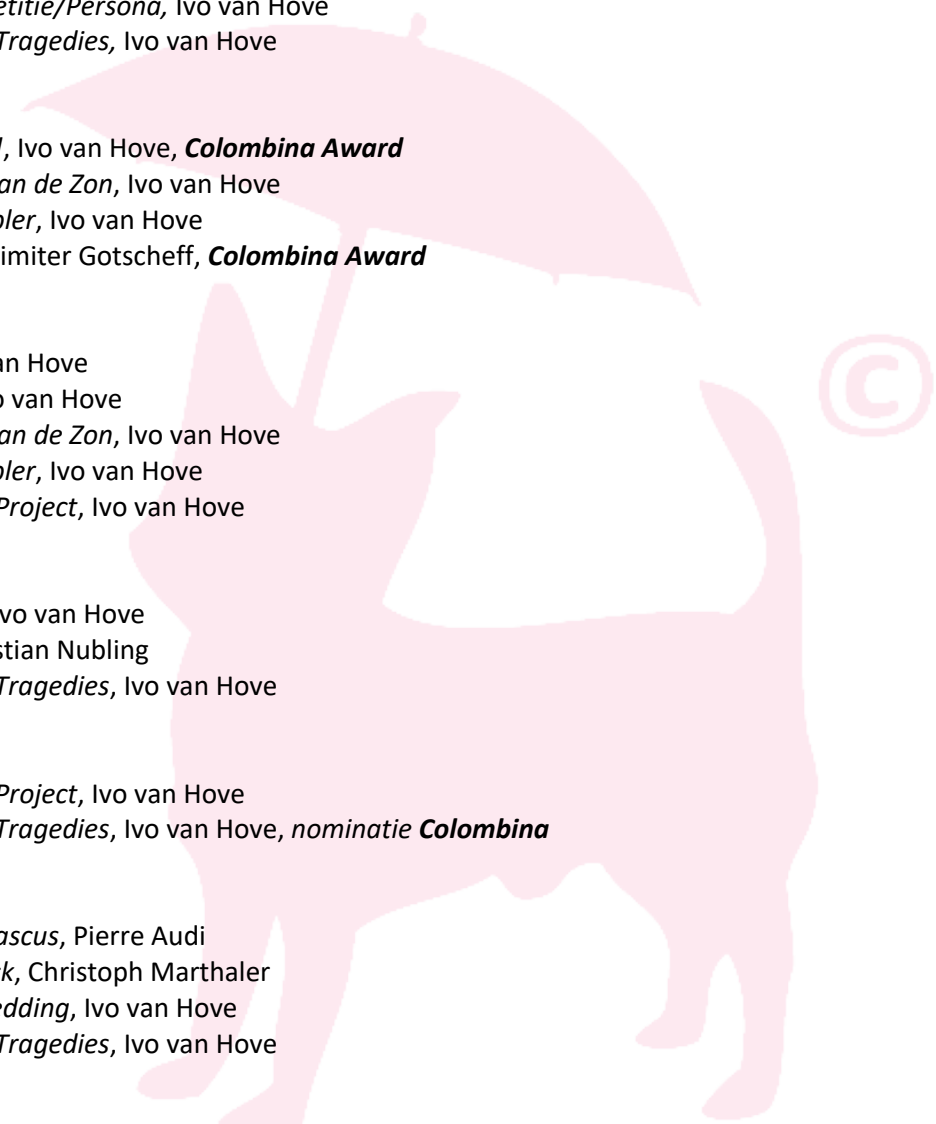 etitie/Persona, Ivo van Hove
Tragedies, Ivo van Hove
, Ivo van Hove, Colombina Award
an de Zon, Ivo van Hove
bler, Ivo van Hove
imiter Gotscheff, Colombina Award
an Hove
o van Hove
an de Zon, Ivo van Hove
bler, Ivo van Hove
Project, Ivo van Hove
vo van Hove
stian Nubling
Tragedies, Ivo van Hove
Project, Ivo van Hove
Tragedies, Ivo van Hove, nominatie Colombina
ascus, Pierre Audi
ck, Christoph Marthaler
edding, Ivo van Hove
Tragedies, Ivo van Hove
©